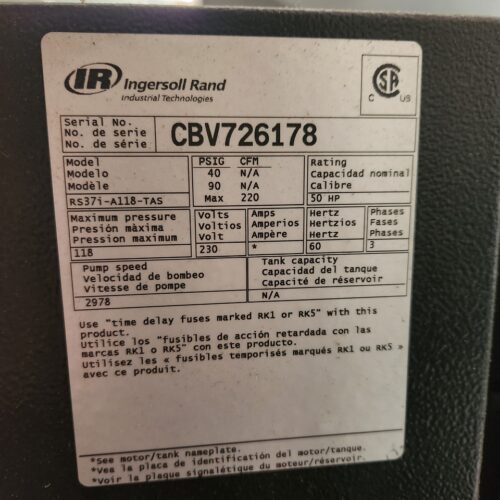 IR Ingersoll Rand
Industrial Technologies
CSA
C US
Serial No.
No. de serie
No. de série
CBV726178
Model
Modelo
Modèle
RS37i-A118-TAS
PSIG CFM
40 N/A
90 N/A
Max 220
Rating
Capacidad nominal
Calibre
50 HP
Maximum pressure
Presión màxima
Pression maximum
118
Volts
Voltios
Volt
230
Amps
Amperios
Ampère
*
Hertz
Hertzios
Hertz
60
Phases
Fases
Phases
3
Pump speed
Velocidad de bombeo
Vitesse de pompe
2978
Tank capacity
Capacidad del tanque
Capacité de réservoir
N/A
Use "time delay fuses marked RK1 or RK5" with this
product.
Utilice los "fusibles de acción retardada con las
marcas RK1 o RK5" con este producto.
Utilisez les « fusibles temporisés marqués RK1 ou RK5 »
avec ce produit.
*See motor/tank nameplate.
*Vea la placa de identificación del motor/tanque.
*Voir la plaque signalétique du moteur/réservoir.